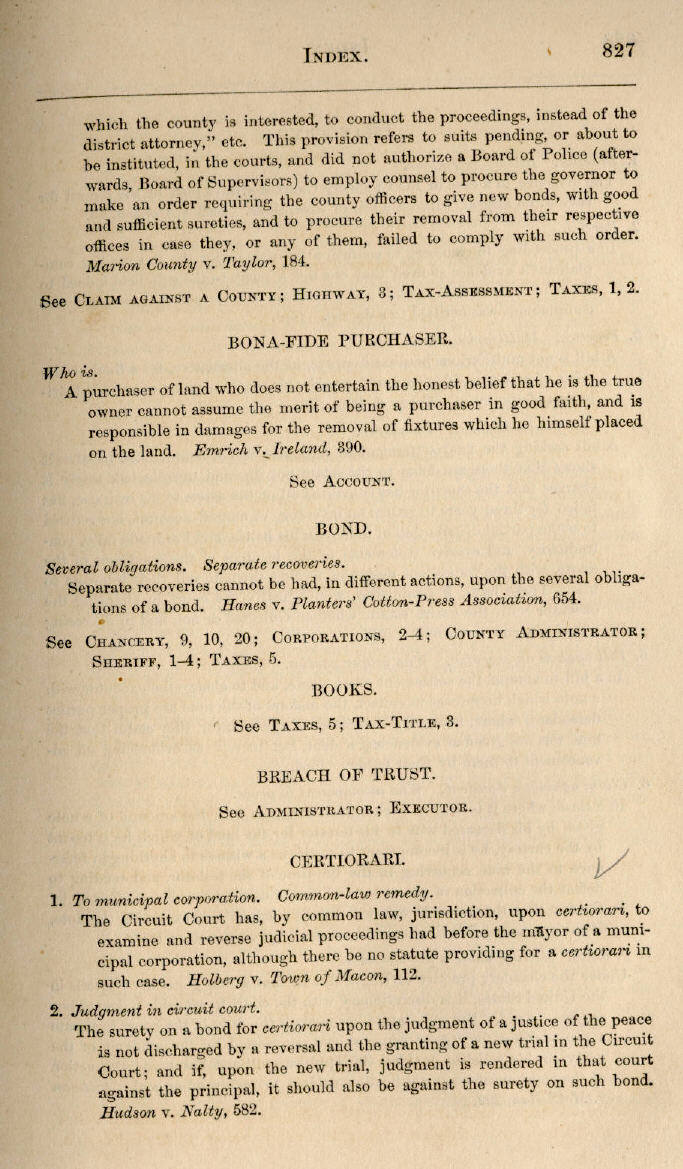 INDEX. 827
which the county is interested, to conduct the proceedings, instead of the
district attorney," etc. This provision refers to suits pending, or about to
be instituted, in the courts, and did not authorize a Board of Police (after-
wards, Board of Supervisors) to employ counsel to procure the governor to
make an order requiring the county officers to give new bonds, with good
and sufficient sureties, and to procure their removal from their respective
offices in case they, or any of them, failed to comply with such order.
Marion County v. Taylor, 184.
See CLAIM AGAINST A COUNTY; HIGHWAY, 3; TAX-ASSESSMENT; TAXES, 1, 2.
BONA-FIDE PURCHASER.
Who is.
A purchaser of land who does not entertain the honest belief that he is the true
owner cannot assume the merit of being a purchaser in good faith, and is
responsible in damages for the removal of fixtures which he himself placed
on the land. Emrich v. Ireland, 390.
See ACCOUNT.
BOND.
Several obligations. Separate recoveries.
Separate recoveries cannot be had, in different actions, upon the several obliga-
tions of a bond. Hanes v. Planters' Cotton-Press Association, 654.
See CHANCERY, 9, 10, 20; CORPORATIONS, 2–4; COUNTY ADMINISTRATOR;
SHERIFF, 1–4; TAXES, 5.
BOOKS.
See TAXES, 5; TAX-TITLE, 3.
BREACH OF TRUST.
See ADMINISTRATOR; EXECUTOR.
CERTIORARI.
1. To municipal corporation. Common-law remedy.
The Circuit Court has, by common law, jurisdiction, upon certiorari, to
examine and reverse judicial proceedings had before the mayor of a muni-
cipal corporation, although there be no statute providing for a certiorari in
such case. Holberg v. Town of Macon, 112.
2. Judgment in circuit court.
The surety on a bond for certiorari upon the judgment of a justice of the peace
is not discharged by a reversal and the granting of a new trial in the Circuit
Court; and if, upon the new trial, judgment is rendered in that court
against the principal, it should also be against the surety on such bond.
Hudson v. Nalty, 582.